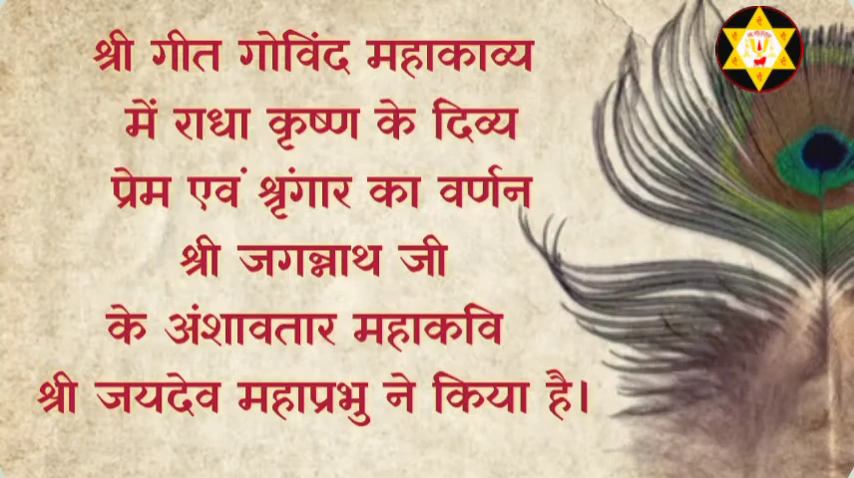 श्री गीत गोविंद महाकाव्य
में राधा कृष्ण के दिव्य
प्रेम एवं श्रृंगार का वर्णन
श्री जगन्नाथ जी
के अंशावतार महाकवि
श्री जयदेव महाप्रभु ने किया है।